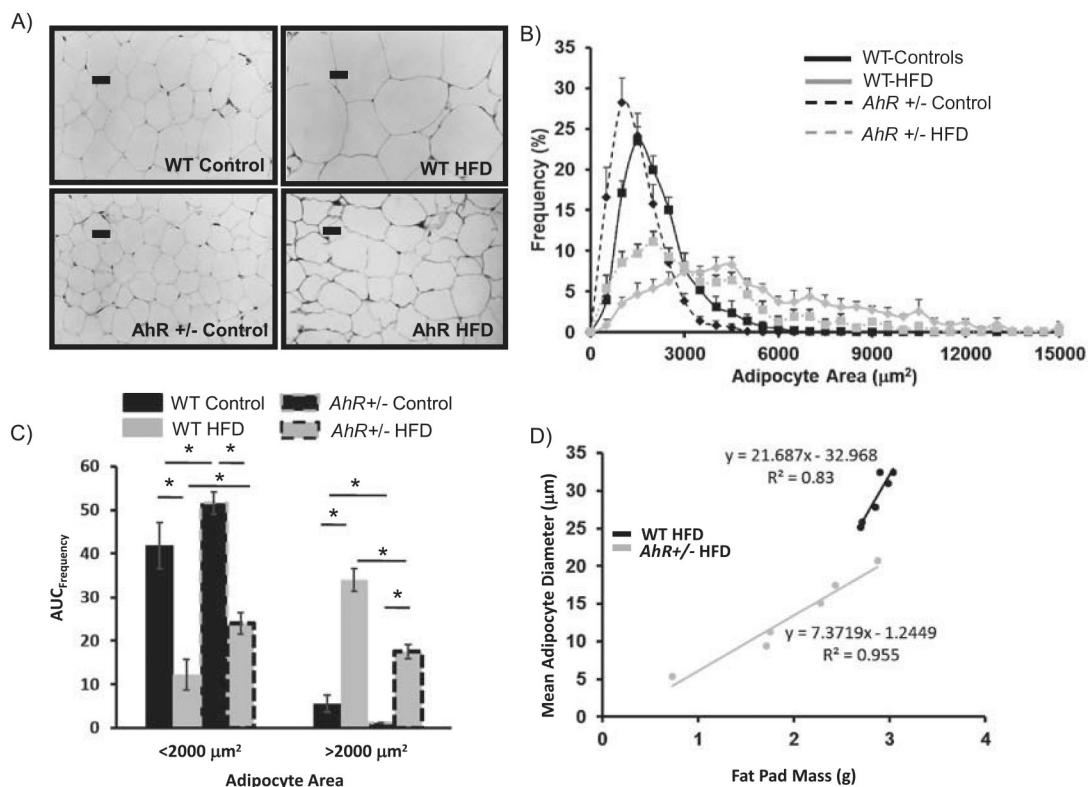 A)
WT Control
WT HFD
AhR +/- Control
AhR HFD
B)
WT-Controls
WT-HFD
AhR +/- Control
AhR +/- HFD
Frequency (%)
35
30
25
20
15
10
5
0
0 3000 6000 9000 12000 15000
Adipocyte Area (μm²)
C)
WT Control
WT HFD
AhR+/- Control
AhR+/- HFD
AUC_Frequency
60
50
40
30
20
10
0
* * * *
* * * * *
<2000 μm² >2000 μm²
Adipocyte Area
D)
Mean Adipocyte Diameter (μm)
35
30
25
20
15
10
5
0
y = 21.687x - 32.968
R² = 0.83
WT HFD
AhR+/- HFD
y = 7.3719x - 1.2449
R² = 0.955
0 1 2 3 4
Fat Pad Mass (g)